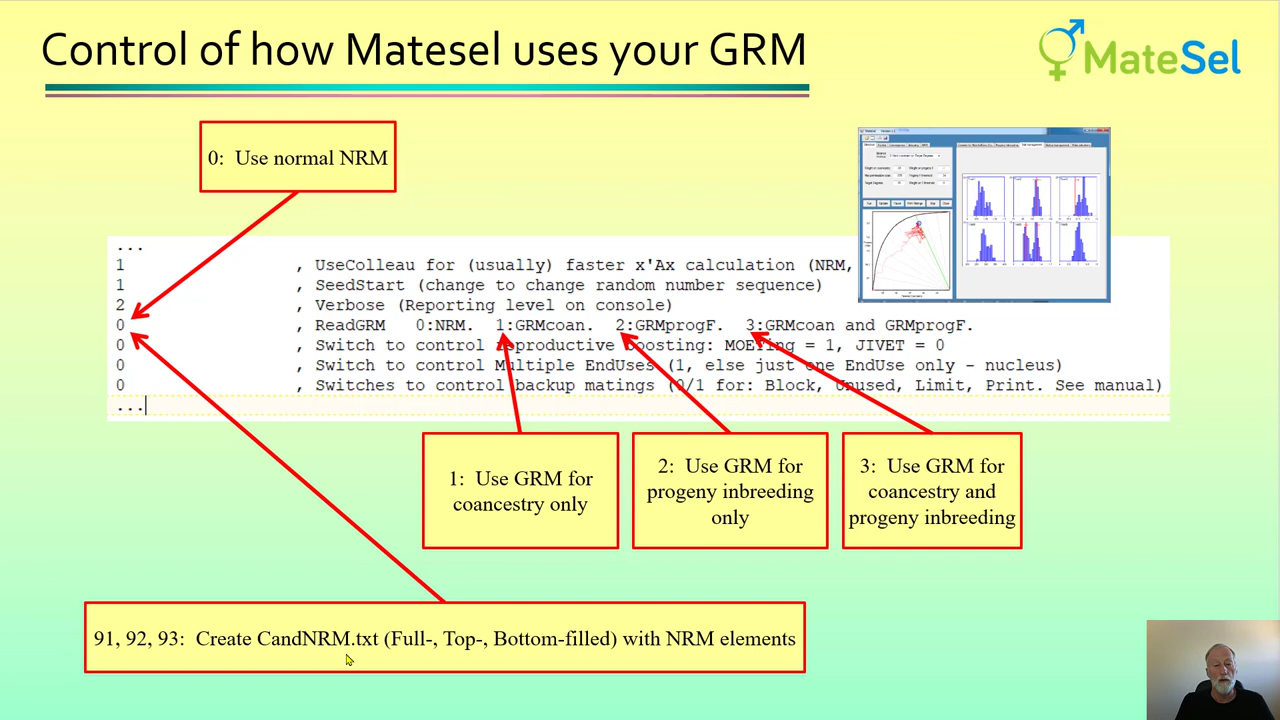 Control of how Matesel uses your GRM
MateSel
0: Use normal NRM
...
1 , UseColleau for (usually) faster x'Ax calculation (NRM,
1 , SeedStart (change to change random number sequence)
2 , Verbose (Reporting level on console)
0 , ReadGRM 0:NRM. 1:GRMcoan. 2:GRMprogF. 3:GRMcoan and GRMprogF.
0 , Switch to control reproductive boosting: MOETing = 1, JIVET = 0
0 , Switch to control Multiple EndUses (1, else just one EndUse only - nucleus)
0 , Switches to control backup matings (0/1 for: Block, Unused, Limit, Print. See manual)
...
1: Use GRM for
coancestry only
2: Use GRM for
progeny inbreeding
only
3: Use GRM for
coancestry and
progeny inbreeding
91, 92, 93: Create CandNRM.txt (Full-, Top-, Bottom-filled) with NRM elements